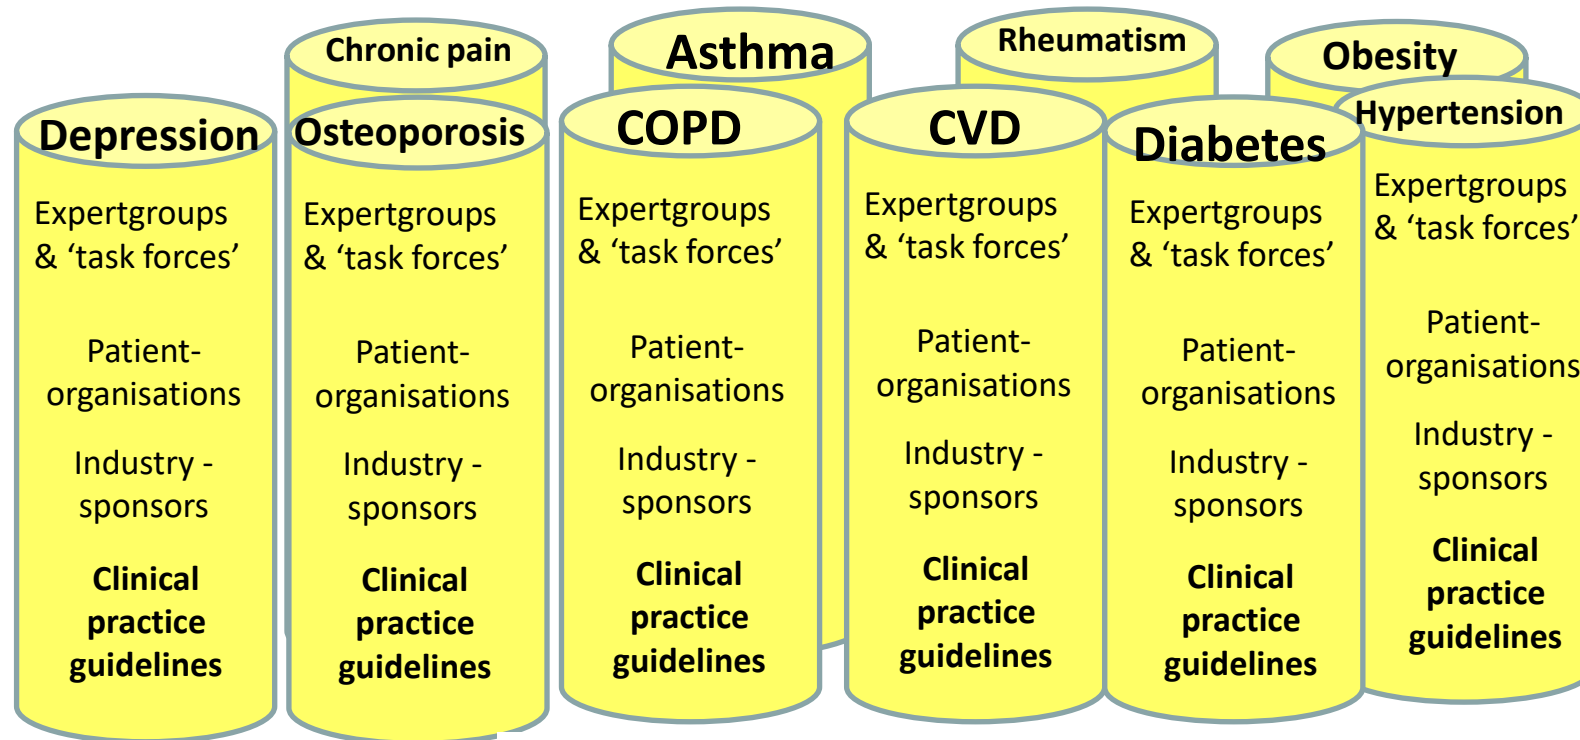 Chronic pain
Asthma
Rheumatism
Obesity
Depression
Expertgroups
& ‘task forces’
Patient-
organisations
Industry -
sponsors
Clinical
practice
guidelines
Osteoporosis
Expertgroups
& ‘task forces’
Patient-
organisations
Industry -
sponsors
Clinical
practice
guidelines
COPD
Expertgroups
& ‘task forces’
Patient-
organisations
Industry -
sponsors
Clinical
practice
guidelines
CVD
Expertgroups
& ‘task forces’
Patient-
organisations
Industry -
sponsors
Clinical
practice
guidelines
Diabetes
Expertgroups
& ‘task forces’
Patient-
organisations
Industry -
sponsors
Clinical
practice
guidelines
Hypertension
Expertgroups
& ‘task forces’
Patient-
organisations
Industry -
sponsors
Clinical
practice
guidelines